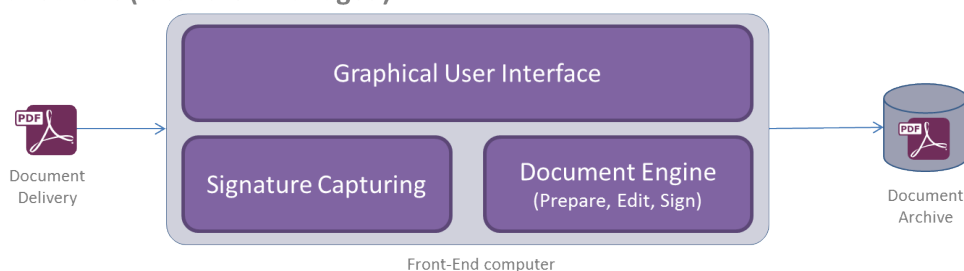 Graphical User Interface
PDF
PDF
Signature Capturing
Document Engine
(Prepare, Edit, Sign)
Document
Delivery
Document
Archive
Front-End computer